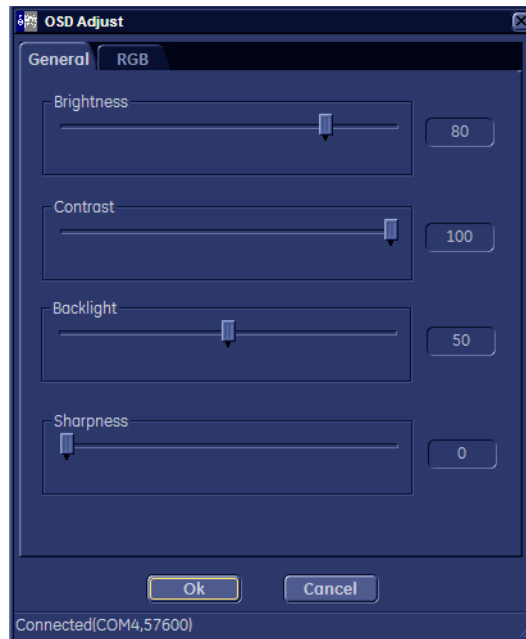 OSD Adjust
General RGB
Brightness
80
Contrast
100
Backlight
50
Sharpness
0
Ok Cancel
Connected(COM4,57600)